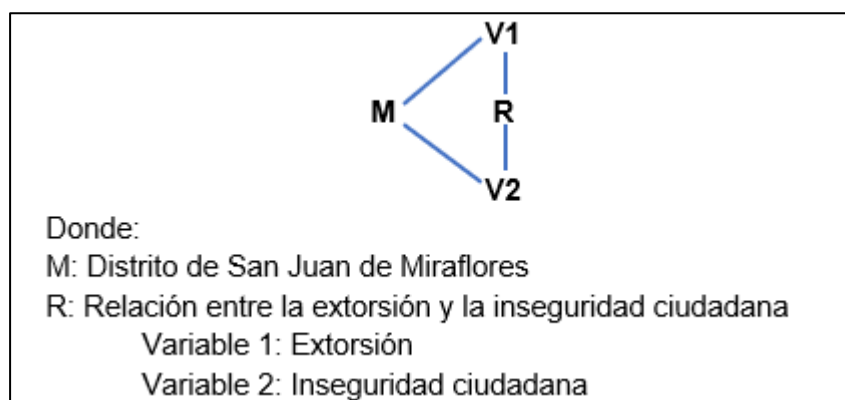 V1
M R
V2
Donde:
M: Distrito de San Juan de Miraflores
R: Relación entre la extorsión y la inseguridad ciudadana
Variable 1: Extorsión
Variable 2: Inseguridad ciudadana